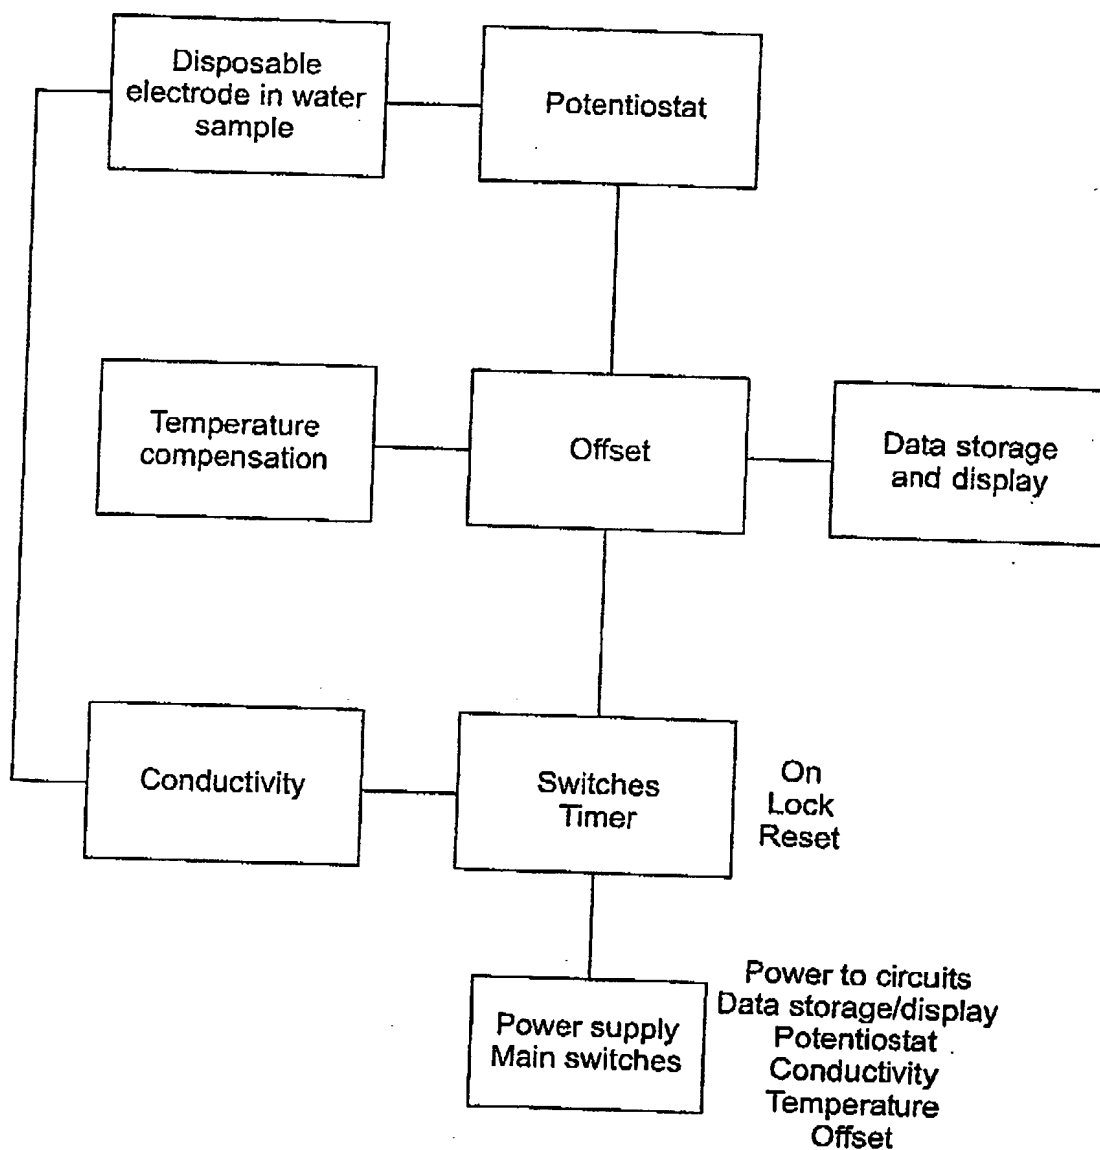 Disposable
electrode in water
sample
Potentiostat
Temperature
compensation
Offset
Data storage
and display
Conductivity
Switches
Timer
On
Lock
Reset
Power supply
Main switches
Power to circuits
Data storage/display
Potentiostat
Conductivity
Temperature
Offset